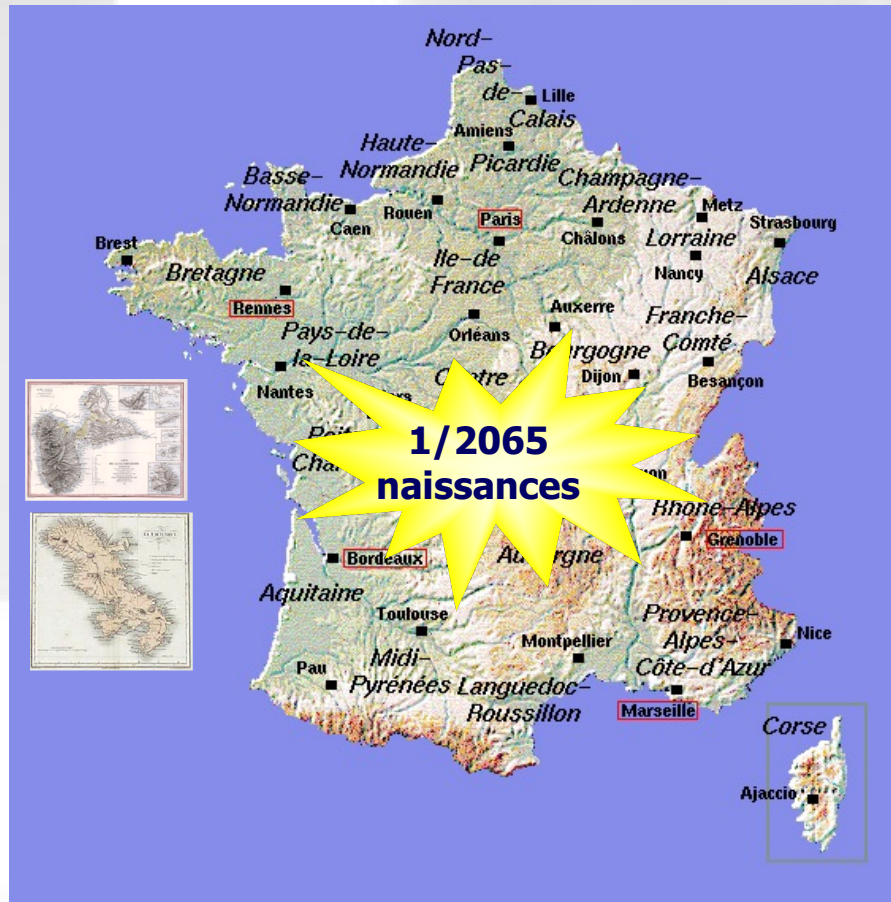 Nord-
Pas-
de-
Calais
Lille
Amiens
Picardie
Haute-
Normandie
Basse-
Normandie
Champagne-
Ardenne
Rouen
Caen
Paris
Châlons
Metz
Strasbourg
Lorraine
Nancy
Alsace
Brest
Bretagne
Rennes
Ile-de
France
Pays-de-
la-Loire
Nantes
Orléans
Auxerre
Bourgogne
Dijon
Franche-
Comté
Besançon
1/2065
naissances
Rhone-Alpes
Grenoble
Bordeaux
Aquitaine
Toulouse
Montpellier
Provence-
Alpes-
Côte-d'Azur
Nice
Pau
Midi-
Pyrénées
Languedoc-
Roussillon
Marseille
Corse
Ajaccio